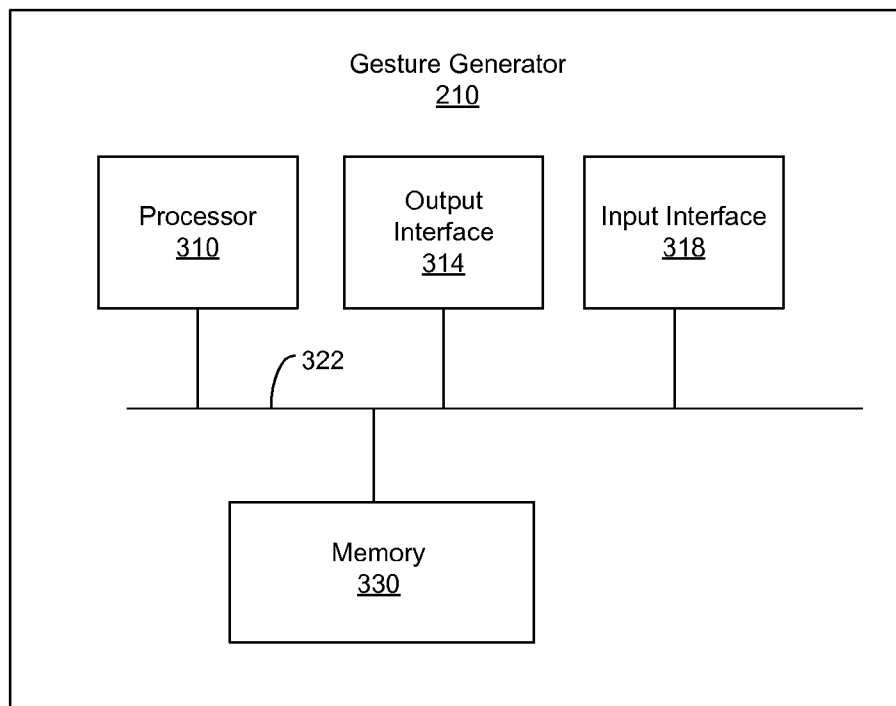 Gesture Generator
210
Processor
310
Output
Interface
314
Input Interface
318
322
Memory
330